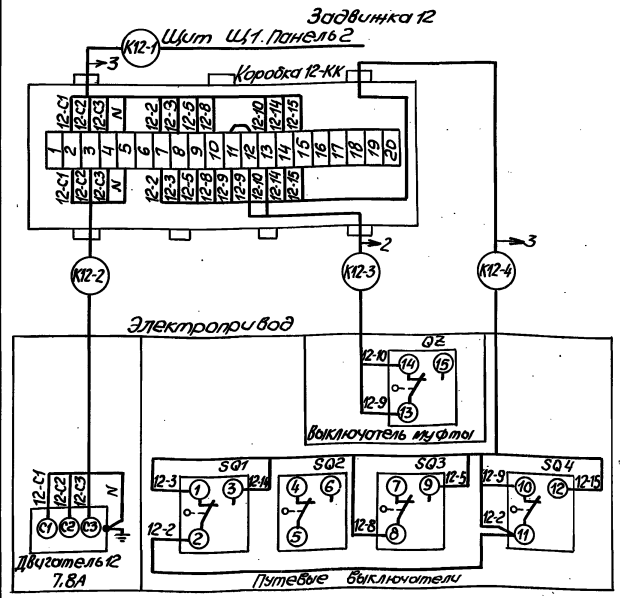 Задвижка 12
К12-1
Щит Щ1. Панель 2
3
Коробка 12-КК
12-С1 12-С2 12-С3 N 12-2 12-3 12-5 12-8 12-10 12-14 12-15
1 2 3 4 5 6 7 8 9 10 11 12 13 14 15 16 17 18 19 20
12-С1 12-С2 12-С3 N 12-2 12-3 12-5 12-8 12-9 12-9 12-10 12-14 12-15
2
3
К12-2
К12-3
К12-4
Электропривод
QZ
12-10
14
15
12-9
13
Выключатель муфты
SQ1
SQ2
SQ3
SQ4
12-3
1
3
12-14
4
6
7
9
12-5
12-9
10
12
12-15
12-2
2
5
12-8
8
12-2
11
12-С1 12-С2 12-С3 N
С1 С2 С3
Двигатель 12
7,8А
Путевые выключатели